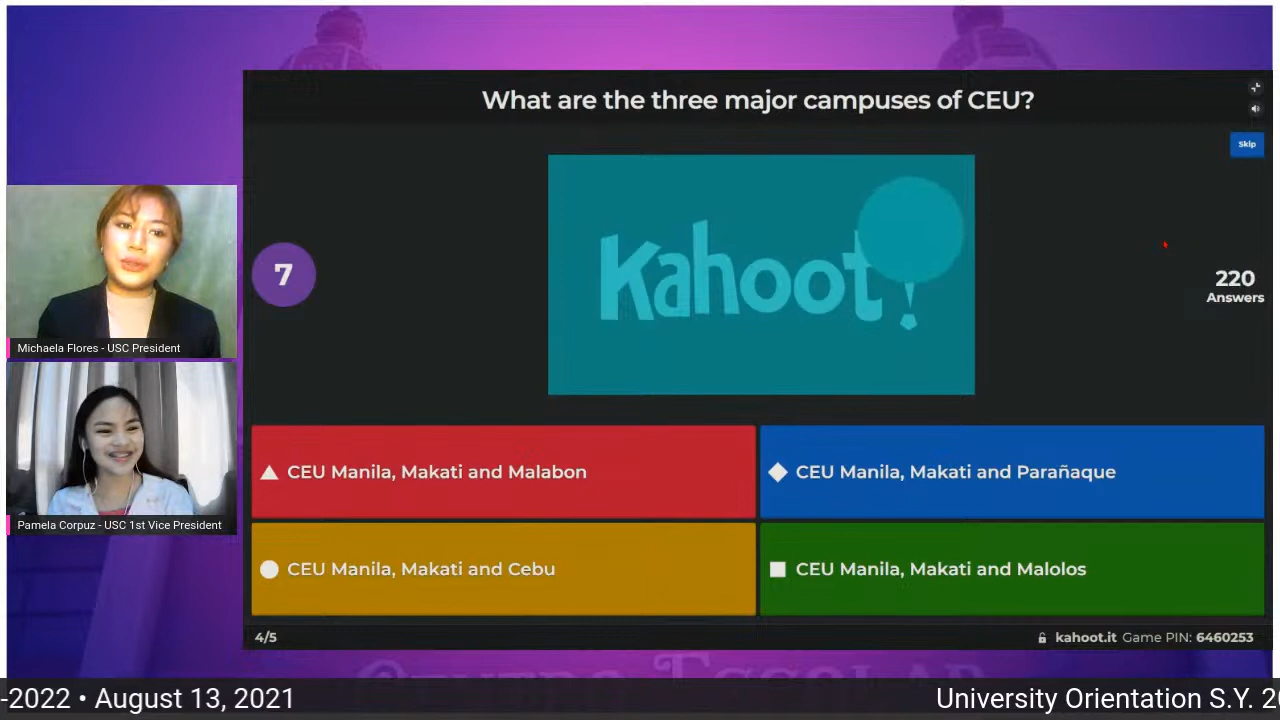 What are the three major campuses of CEU?
Skip
Kahoot!
7
220
Answers
Michaela Flores - USC President
Pamela Corpuz - USC 1st Vice President
CEU Manila, Makati and Malabon
CEU Manila, Makati and Parañaque
CEU Manila, Makati and Cebu
CEU Manila, Makati and Malolos
4/5
kahoot.it Game PIN: 6460253
-2022 • August 13, 2021
University Orientation S.Y. 20